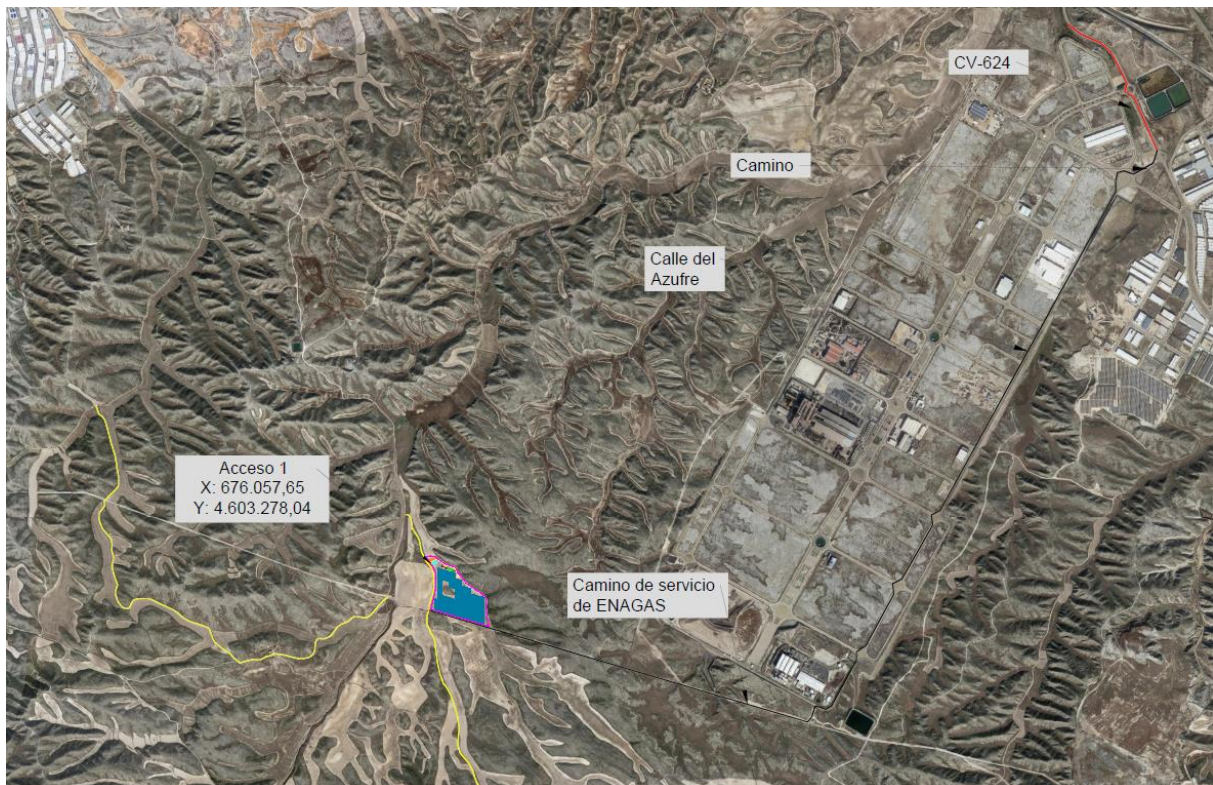 CV-624
Camino
Calle del
Azufre
Acceso 1
X: 676.057,65
Y: 4.603.278,04
Camino de servicio
de ENAGAS